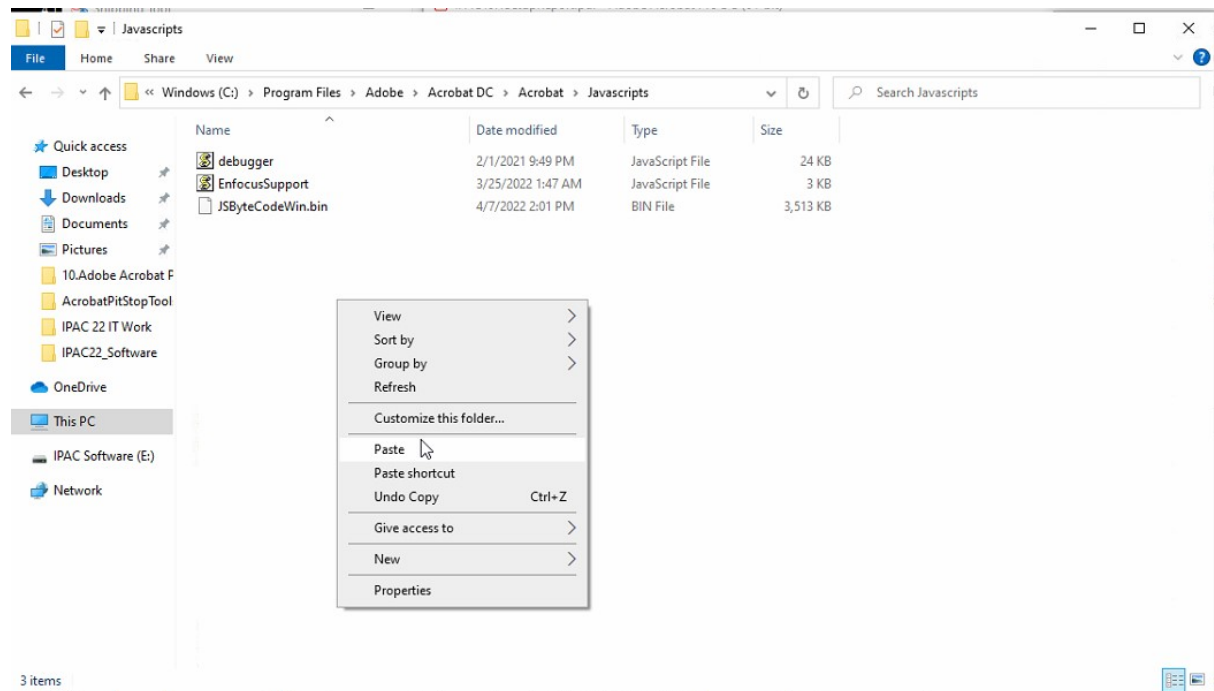 Javascripts
File Home Share View
« Windows (C:) > Program Files > Adobe > Acrobat DC > Acrobat > Javascripts
Search Javascripts
Name Date modified Type Size
Quick access
Desktop
Downloads
Documents
Pictures
10.Adobe Acrobat P
AcrobatPitStopTool
IPAC 22 IT Work
IPAC22_Software
OneDrive
This PC
IPAC Software (E:)
Network
debugger 2/1/2021 9:49 PM JavaScript File 24 KB
EnfocusSupport 3/25/2022 1:47 AM JavaScript File 3 KB
JSByteCodeWin.bin 4/7/2022 2:01 PM BIN File 3,513 KB
View
Sort by
Group by
Refresh
Customize this folder...
Paste
Paste shortcut
Undo Copy Ctrl+Z
Give access to
New
Properties
3 items